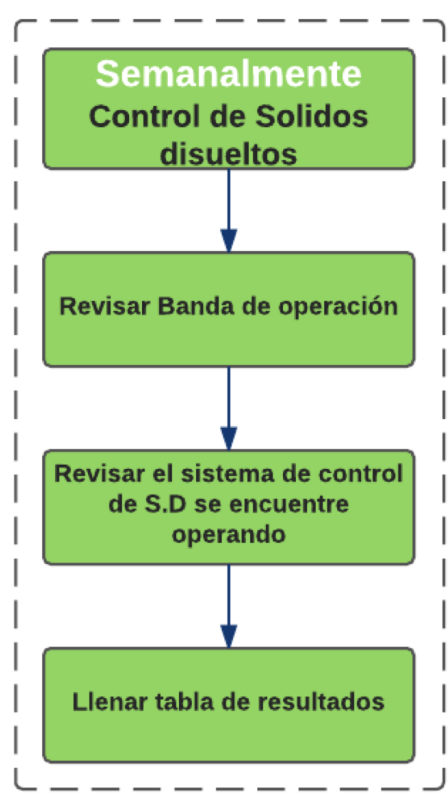 Semanalmente
Control de Solidos
disueltos
Revisar Banda de operación
Revisar el sistema de control
de S.D se encuentre
operando
Llenar tabla de resultados